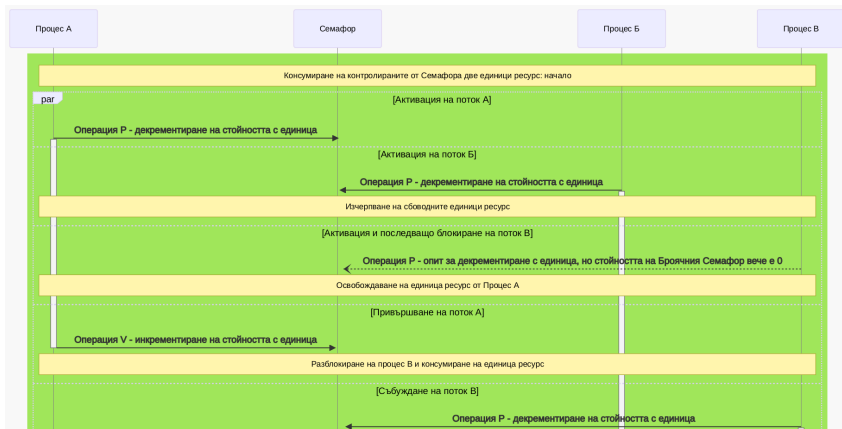 Процес А
Семафор
Процес Б
Процес В
Консумиране на контролираните от Семафора две единици ресурс: начало
par
[Активация на поток А]
Операция P - декрементиране на стойността с единица
[Активация на поток Б]
Операция P - декрементиране на стойността с единица
Изчерпване на сбоводните единици ресурс
[Активация и последващо блокиране на поток В]
Операция P - опит за декрементиране с единица, но стойността на Броячния Семафор вече е 0
Освобождаване на единица ресурс от Процес А
[Привършване на поток А]
Операция V - инкрементиране на стойността с единица
Разблокиране на процес В и консумиране на единица ресурс
[Събуждане на поток В]
Операция P - декрементиране на стойността с единица